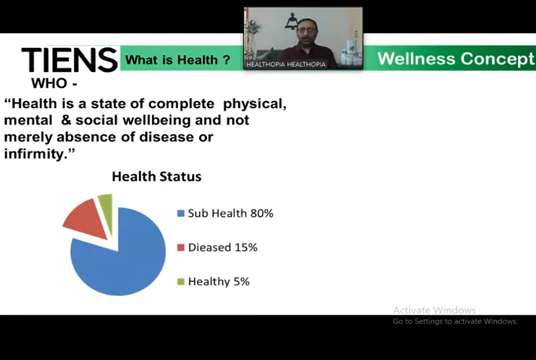 TIENS What is Health ? Wellness Concept
HEALTHOPIA HEALTHOPIA
WHO -
“Health is a state of complete physical,
mental & social wellbeing and not
merely absence of disease or
infirmity.”
Health Status
Sub Health 80%
Dieased 15%
Healthy 5%
Activate Windows
Go to Settings to activate Windows.